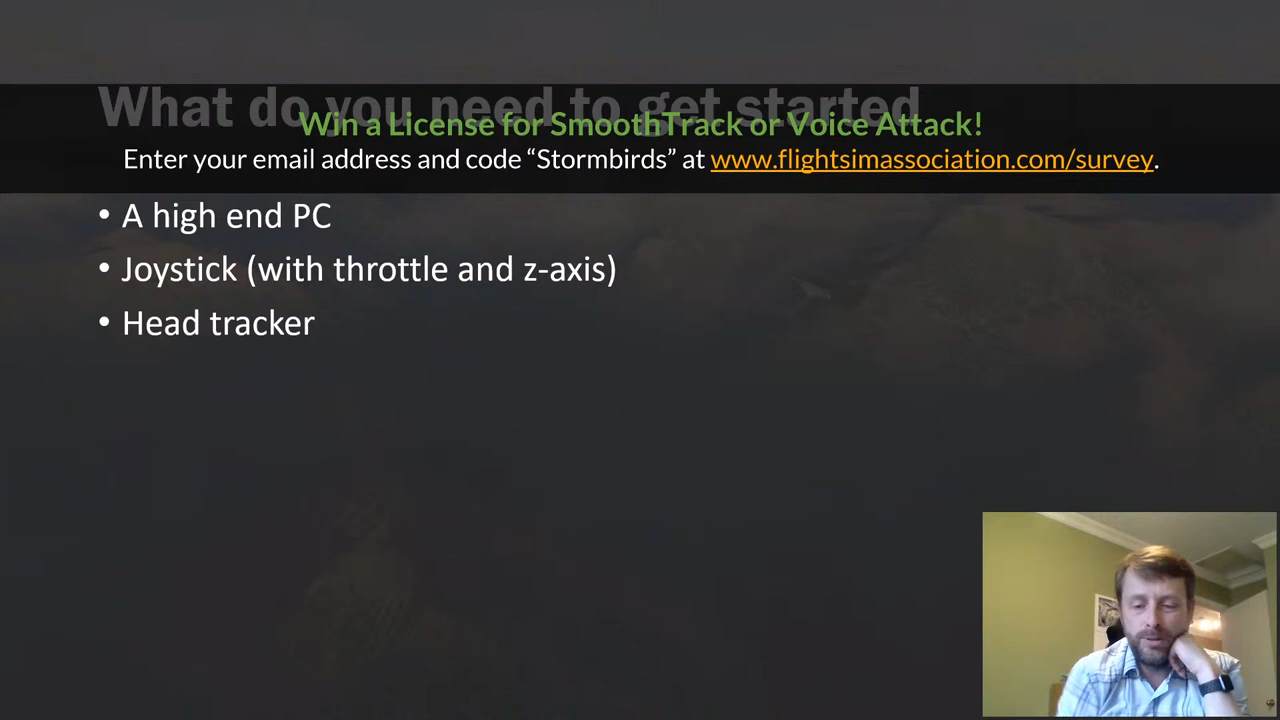 What do you need to get started
Win a License for SmoothTrack or Voice Attack!
Enter your email address and code “Stormbirds” at www.flightsimassociation.com/survey.
• A high end PC
• Joystick (with throttle and z-axis)
• Head tracker